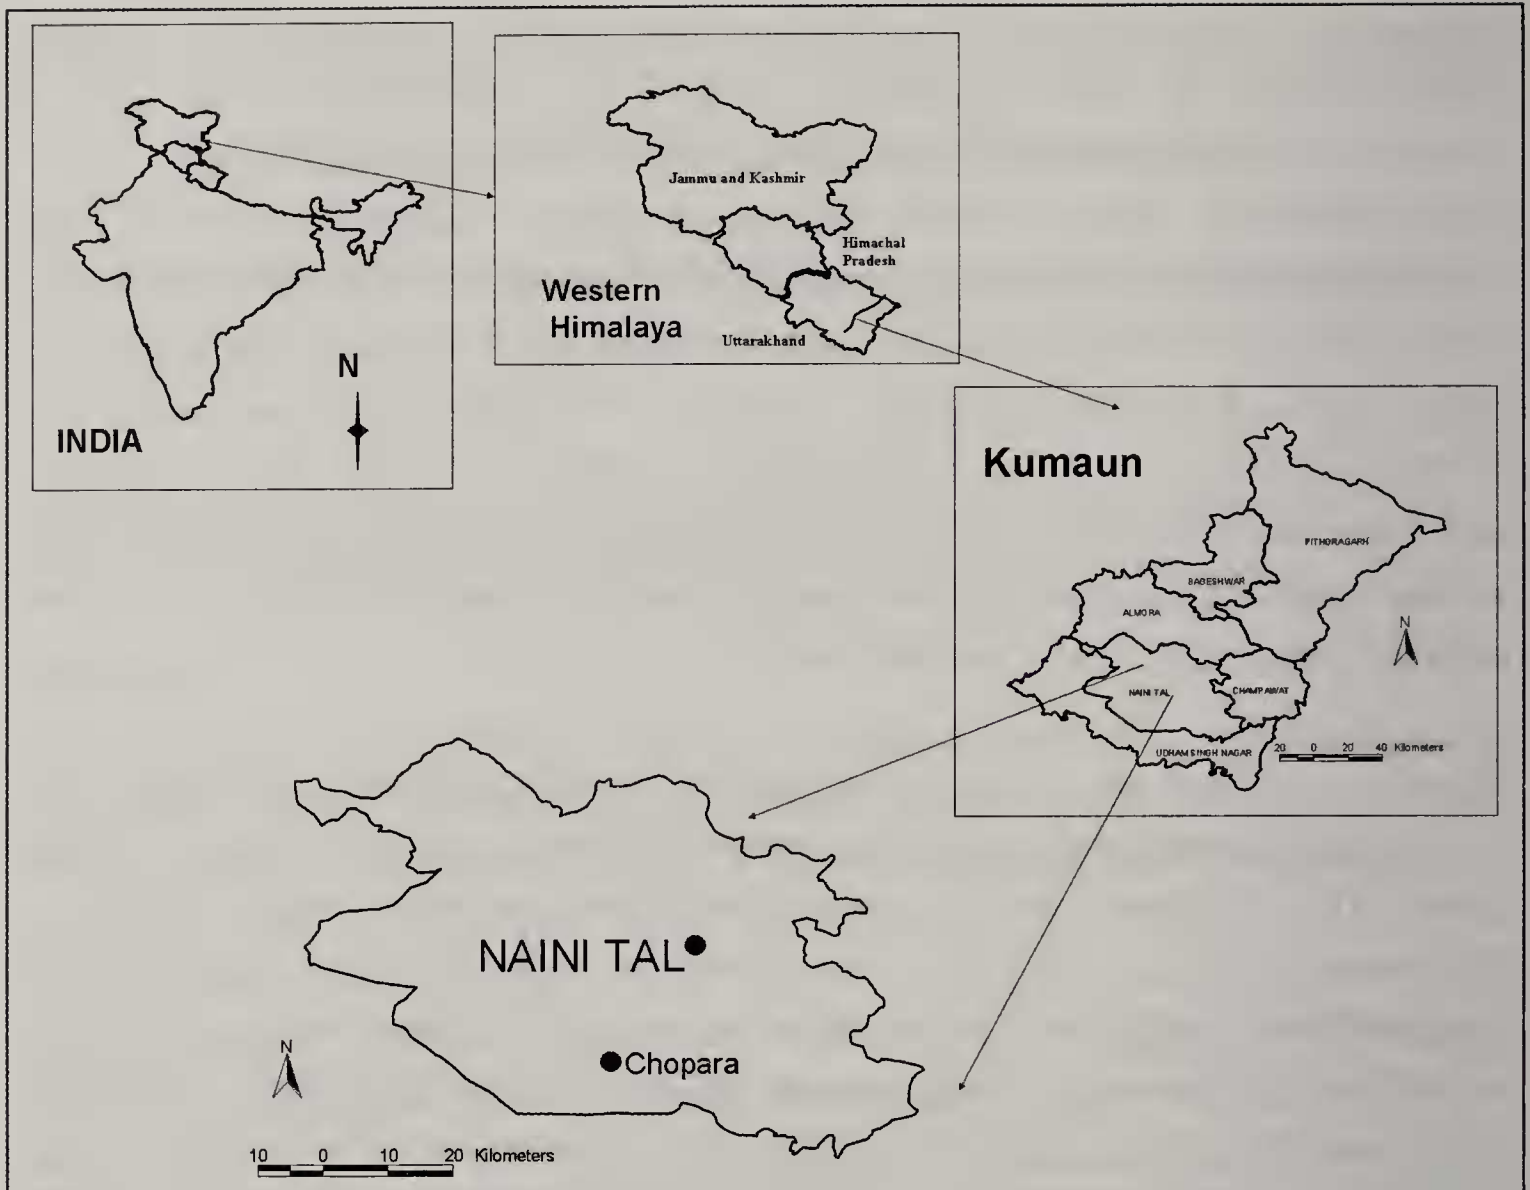 INDIA
N
Jammu and Kashmir
Himachal
Pradesh
Western
Himalaya
Uttarakhand
Kumaun
PITHORAGARH
BAGESHWAR
ALMORA
N
NAINI TAL
CHAMPAWAT
UDHAM SINGH NAGAR
20 0 20 40 Kilometers
NAINI TAL
Chopara
N
10 0 10 20 Kilometers